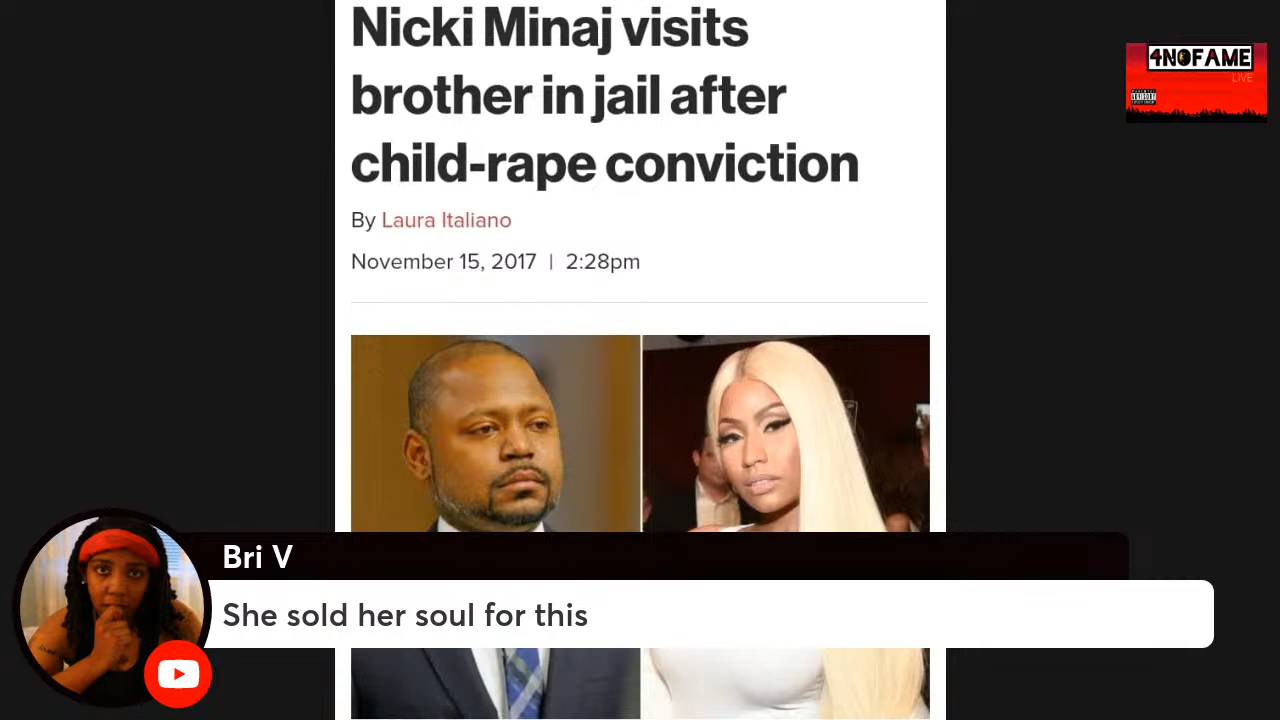 Nicki Minaj visits
brother in jail after
child-rape conviction
By Laura Italiano
November 15, 2017 | 2:28pm
4NOFAME
LIVE
Bri V
She sold her soul for this